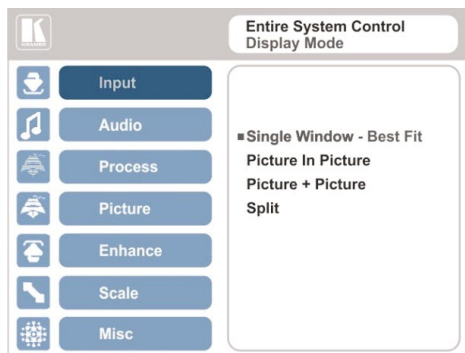 KRAMER
Entire System Control
Display Mode
Input
Audio
Process
Picture
Enhance
Scale
Misc
Single Window - Best Fit
Picture In Picture
Picture + Picture
Split